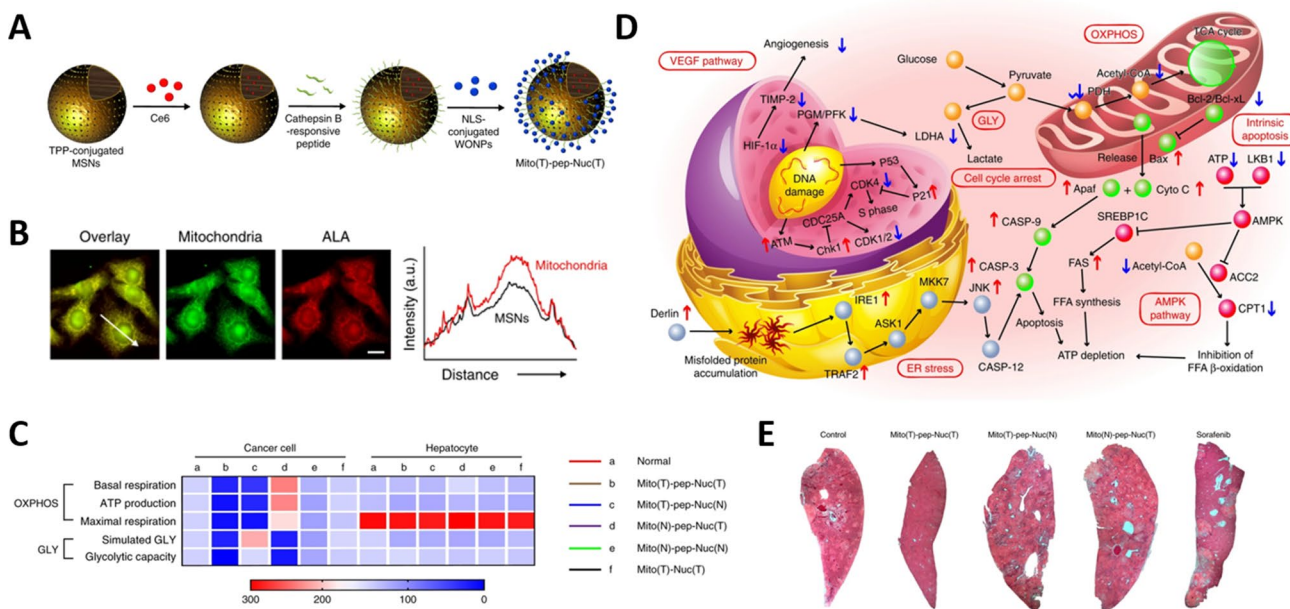 A
TPP-conjugated
MSNs
Ce6
Cathepsin B
-responsive
peptide
NLS-
conjugated
WONPs
Mito(T)-pep-Nuc(T)
B
Overlay
Mitochondria
ALA
Intensity (a.u.)
Mitochondria
MSNs
Distance
C
Cancer cell
Hepatocyte
a b c d e f a b c d e f
OXPHOS
Basal respiration
ATP production
Maximal respiration
GLY
Simulated GLY
Glycolytic capacity
300 200 100 0
a Normal
b Mito(T)-pep-Nuc(T)
c Mito(T)-pep-Nuc(N)
d Mito(N)-pep-Nuc(T)
e Mito(N)-pep-Nuc(N)
f Mito(T)-Nuc(T)
D
VEGF pathway
Angiogenesis
TIMP-2
HIF-1α
PGM/PFK
LDHA
DNA
damage
P53
CDK4
P21
CDC25A
S phase
ATM
Chk1
CDK1/2
Cell cycle arrest
Glucose
Pyruvate
GLY
Lactate
OXPHOS
TCA cycle
Acetyl-CoA
PDH
Bcl-2/Bcl-xL
Intrinsic
apoptosis
Release
Bax
ATP
LKB1
Apaf
+
Cyto C
CASP-9
SREBP1C
AMPK
CASP-3
FAS
Acetyl-CoA
ACC2
JNK
MKK7
IRE1
Derlin
ASK1
FFA synthesis
AMPK
pathway
CPT1
Apoptosis
Misfolded protein
accumulation
TRAF2
ER stress
CASP-12
ATP depletion
Inhibition of
FFA β-oxidation
E
Control
Mito(T)-pep-Nuc(T)
Mito(T)-pep-Nuc(N)
Mito(N)-pep-Nuc(T)
Sorafenib